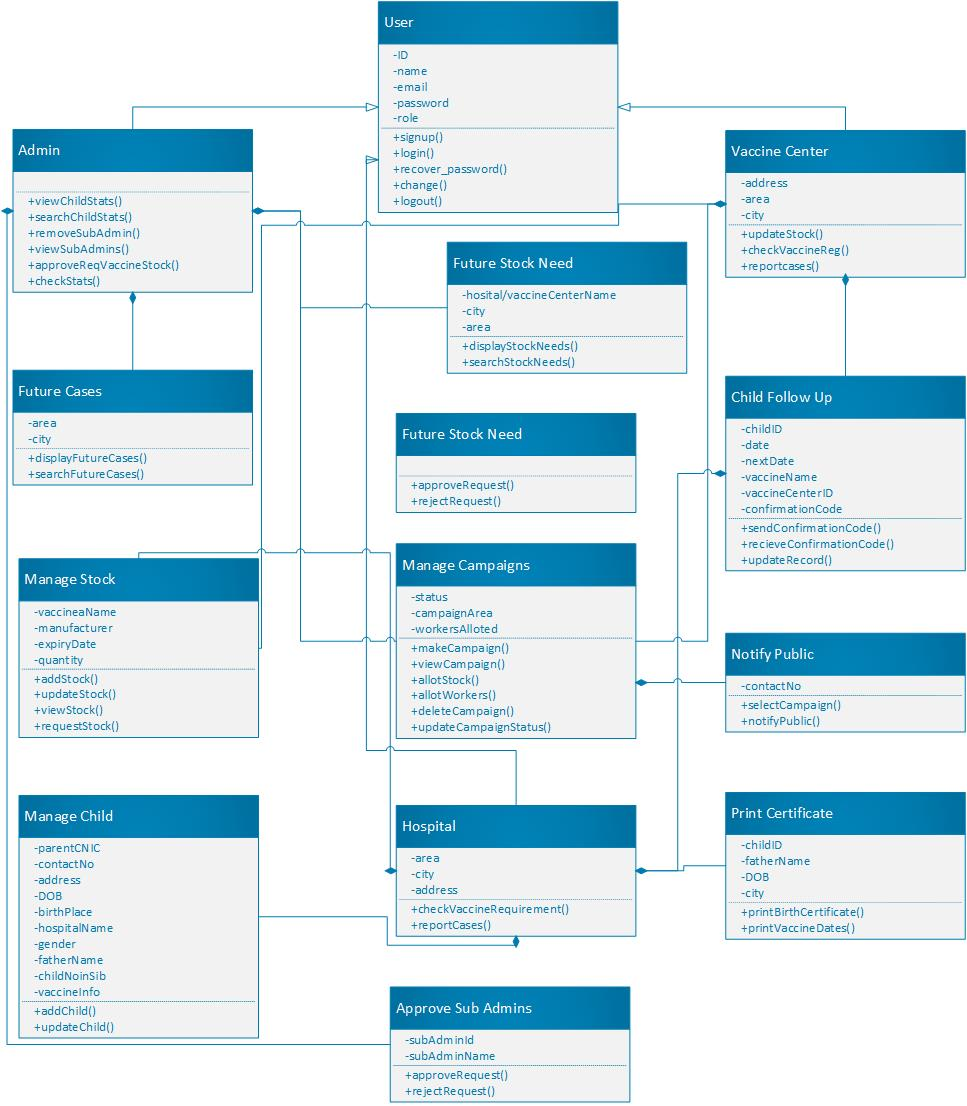 User
-ID
-name
-email
-password
-role
+signup()
+login()
+recover_password()
+change()
+logout()
Admin
+viewChildStats()
+searchChildStats()
+removeSubAdmin()
+viewSubAdmins()
+approveReqVaccineStock()
+checkStats()
Vaccine Center
-address
-area
-city
+updateStock()
+checkVaccineReg()
+reportcases()
Future Stock Need
-hosital/vaccineCenterName
-city
-area
+displayStockNeeds()
+searchStockNeeds()
Future Cases
-area
-city
+displayFutureCases()
+searchFutureCases()
Future Stock Need
+approveRequest()
+rejectRequest()
Child Follow Up
-childID
-date
-nextDate
-vaccineName
-vaccineCenterID
-confirmationCode
+sendConfirmationCode()
+recieveConfirmationCode()
+updateRecord()
Manage Stock
-vaccineaName
-manufacturer
-expiryDate
-quantity
+addStock()
+updateStock()
+viewStock()
+requestStock()
Manage Campaigns
-status
-campaignArea
-workersAlloted
+makeCampaign()
+viewCampaign()
+allotStock()
+allotWorkers()
+deleteCampaign()
+updateCampaignStatus()
Notify Public
-contactNo
+selectCampaign()
+notifyPublic()
Manage Child
-parentCNIC
-contactNo
-address
-DOB
-birthPlace
-hospitalName
-gender
-fatherName
-childNoinSib
-vaccineInfo
+addChild()
+updateChild()
Hospital
-area
-city
-address
+checkVaccineRequirement()
+reportCases()
Print Certificate
-childID
-fatherName
-DOB
-city
+printBirthCertificate()
+printVaccineDates()
Approve Sub Admins
-subAdminId
-subAdminName
+approveRequest()
+rejectRequest()